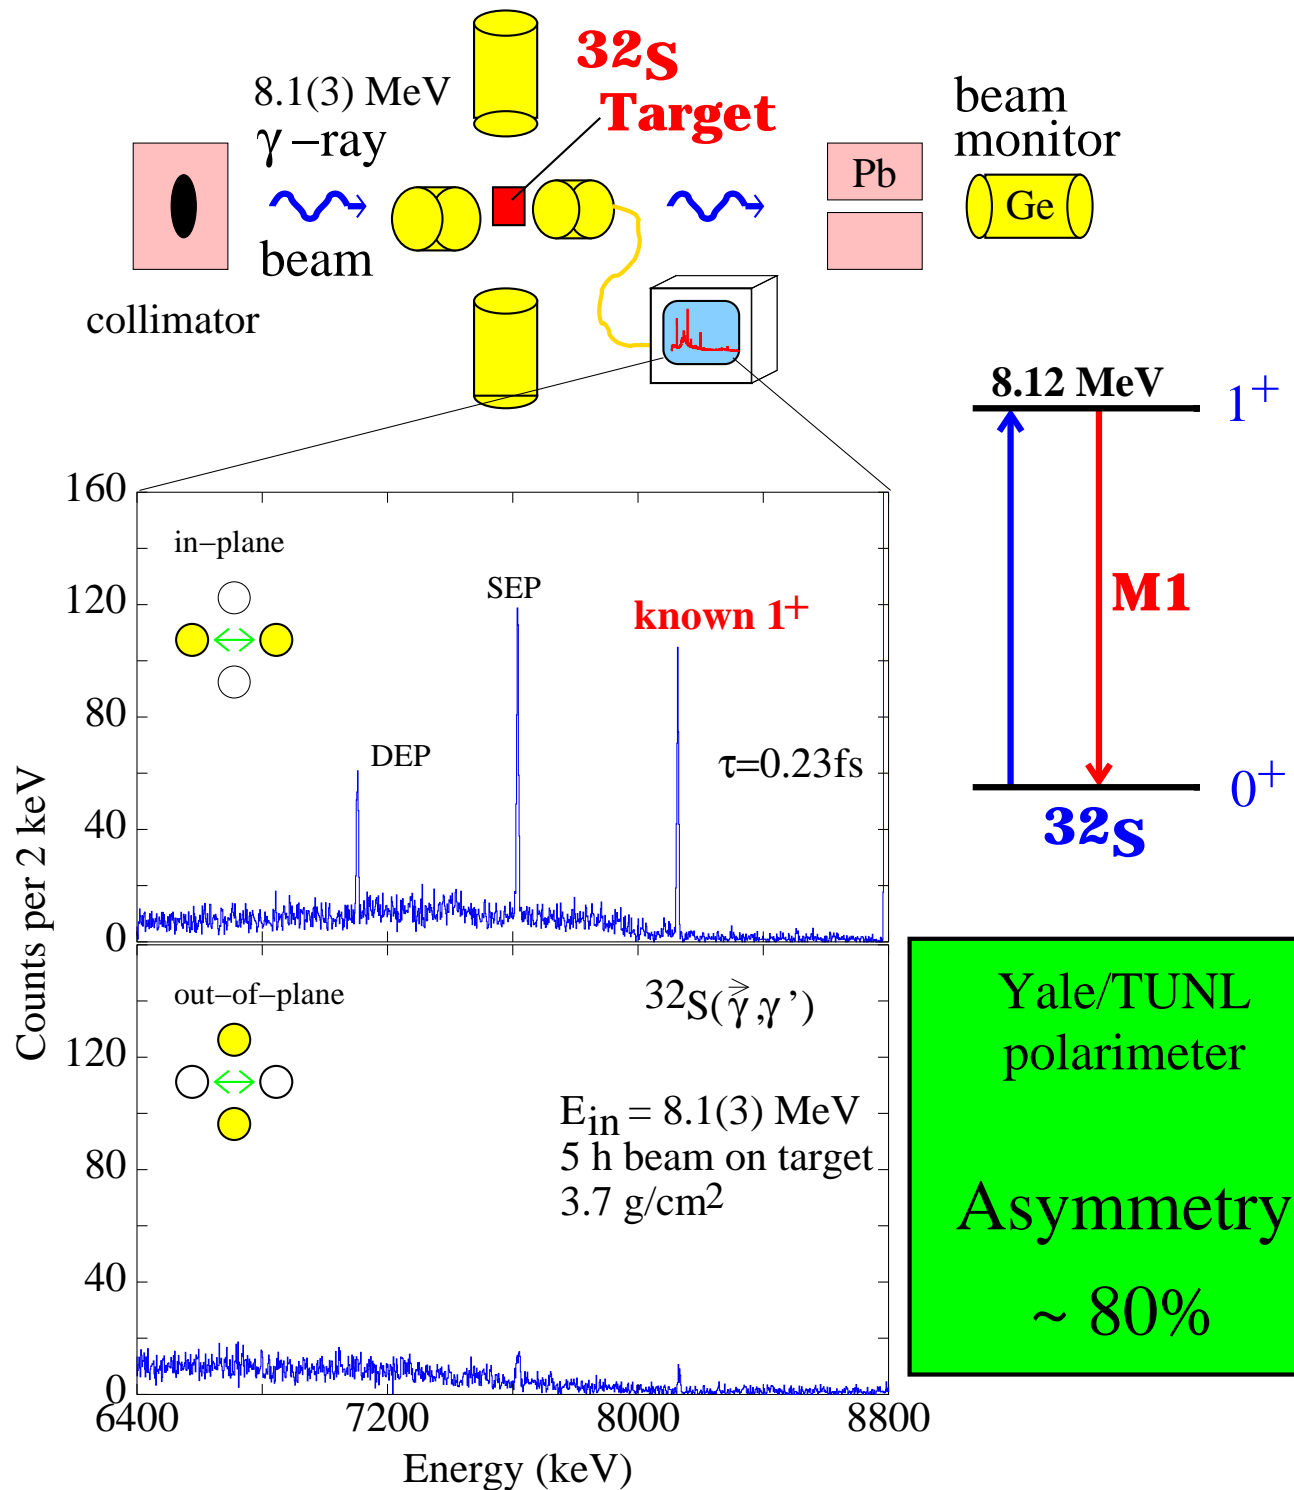 32S
Target
8.1(3) MeV
γ−ray
beam
collimator
Pb
beam
monitor
Ge
8.12 MeV
1+
M1
0+
32S
Counts per 2 keV
160
120
80
40
0
in−plane
DEP
SEP
known 1+
τ=0.23fs
120
80
40
0
out−of−plane
32S(γ⃗,γ’)
Ein = 8.1(3) MeV
5 h beam on target
3.7 g/cm2
6400
7200
8000
8800
Energy (keV)
Yale/TUNL
polarimeter
Asymmetry
~ 80%